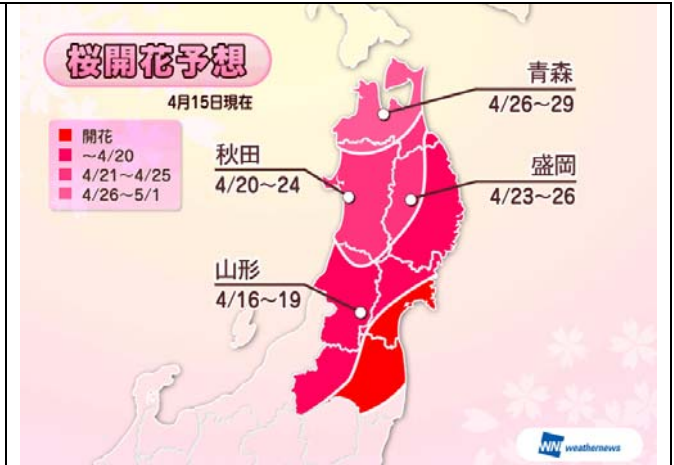 桜開花予想
4月15日現在
開花
～4/20
4/21～4/25
4/26～5/1
青森
4/26～29
秋田
4/20～24
盛岡
4/23～26
山形
4/16～19
WNI weathernews